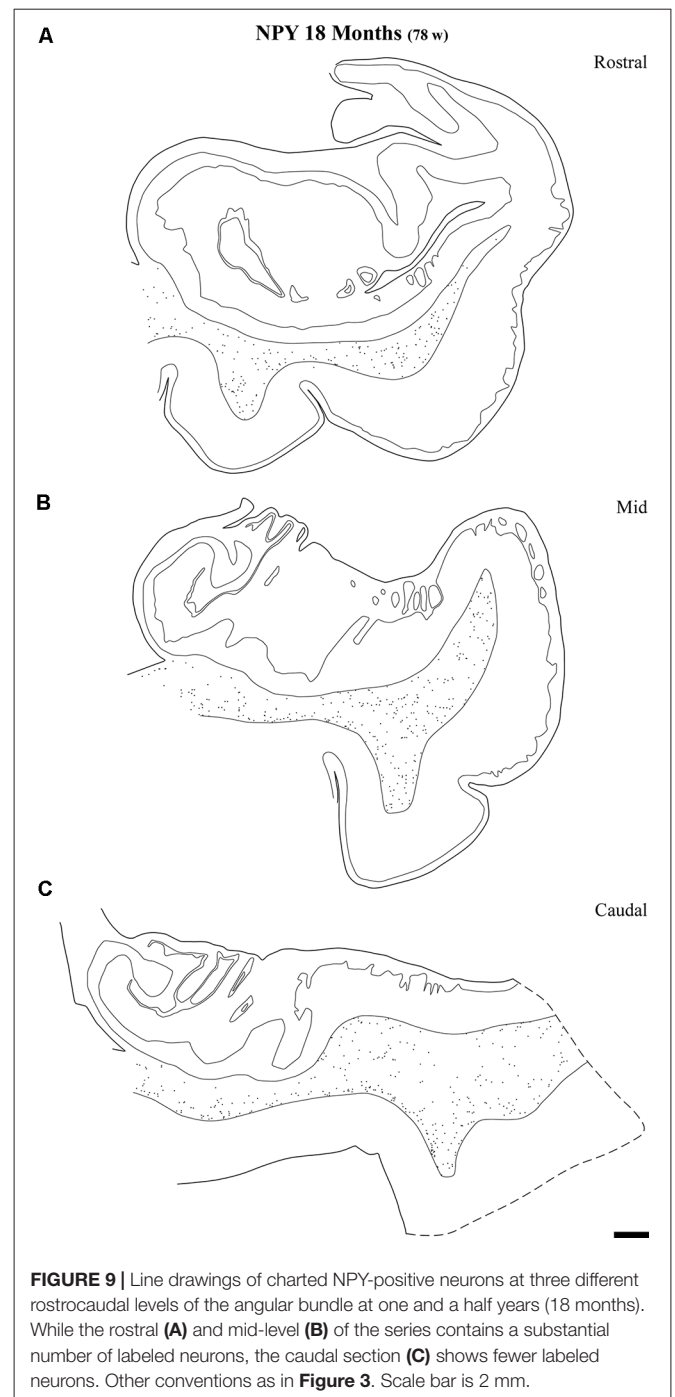 A
NPY 18 Months (78 w)
Rostral
B
Mid
C
Caudal
FIGURE 9 | Line drawings of charted NPY-positive neurons at three different
rostrocaudal levels of the angular bundle at one and a half years (18 months).
While the rostral (A) and mid-level (B) of the series contains a substantial
number of labeled neurons, the caudal section (C) shows fewer labeled
neurons. Other conventions as in Figure 3. Scale bar is 2 mm.